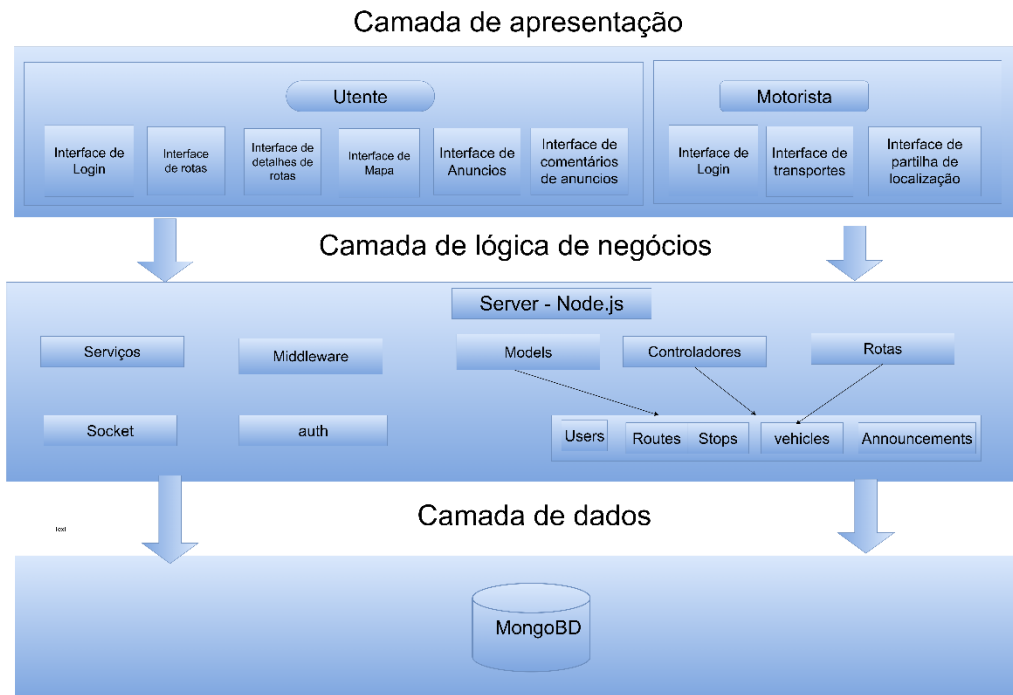 Camada de apresentação
Utente
Motorista
Interface de
Login
Interface
de rotas
Interface de
detalhes de
rotas
Interface de
Mapa
Interface de
Anuncios
Interface de
comentários
de anuncios
Interface de
Login
Interface de
transportes
Interface de
partilha de
localização
Camada de lógica de negócios
Server - Node.js
Serviços
Middleware
Models
Controladores
Rotas
Socket
auth
Users
Routes
Stops
vehicles
Announcements
Camada de dados
text
MongoBD